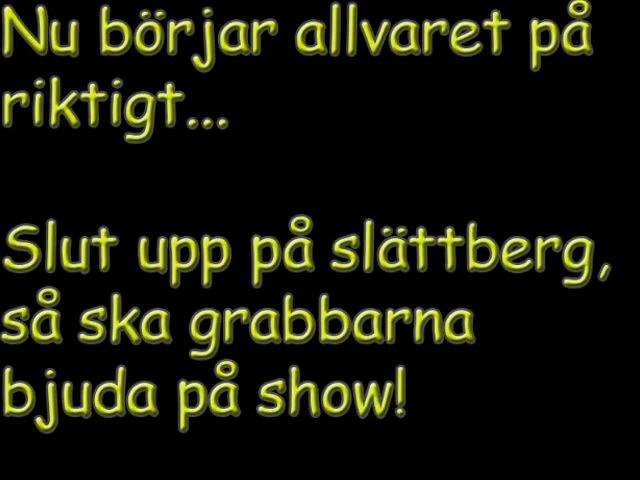 Nu börjar allvaret på
riktigt...
Slut upp på slättberg,
så ska grabbarna
bjuda på show!